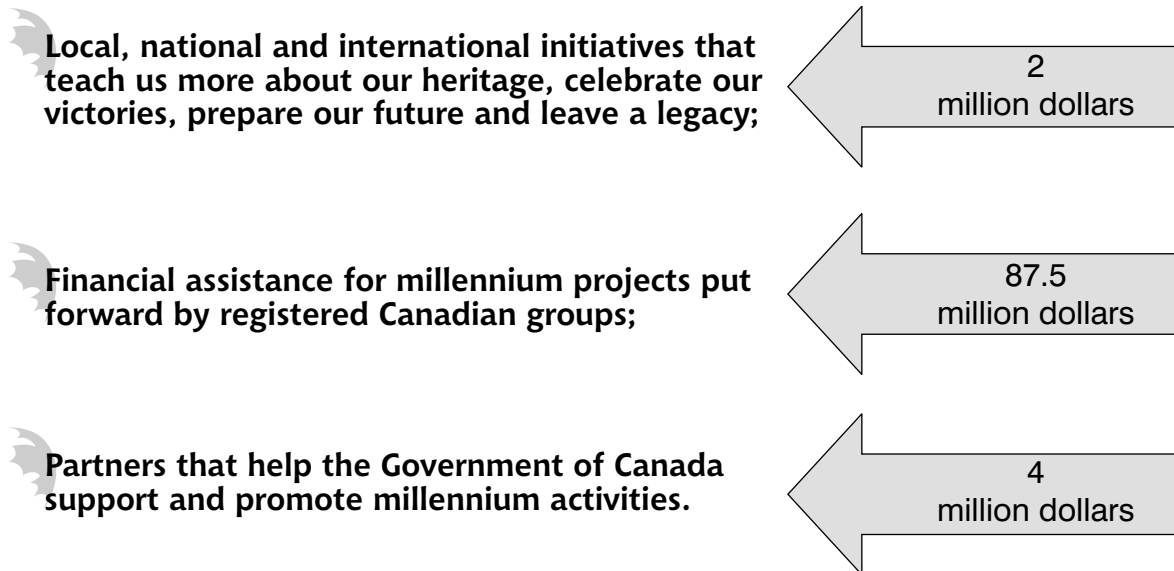 Local, national and international initiatives that
teach us more about our heritage, celebrate our
victories, prepare our future and leave a legacy;
2
million dollars
Financial assistance for millennium projects put
forward by registered Canadian groups;
87.5
million dollars
Partners that help the Government of Canada
support and promote millennium activities.
4
million dollars